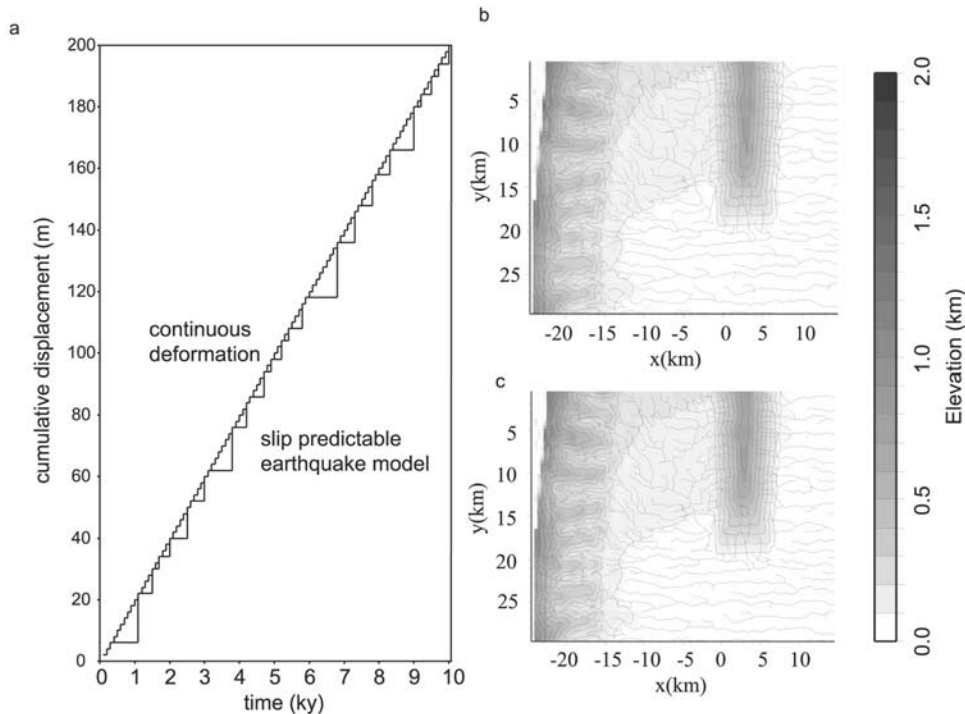 a
200
180
160
140
120
100
80
60
40
20
0
cumulative displacement (m)
continuous
deformation
slip predictable
earthquake model
0 1 2 3 4 5 6 7 8 9 10
time (ky)
b
5
10
15
20
25
y(km)
-20 -15 -10 -5 0 5 10
x(km)
c
5
10
15
20
25
y(km)
-20 -15 -10 -5 0 5 10
x(km)
2.0
1.5
1.0
0.5
0.0
Elevation (km)